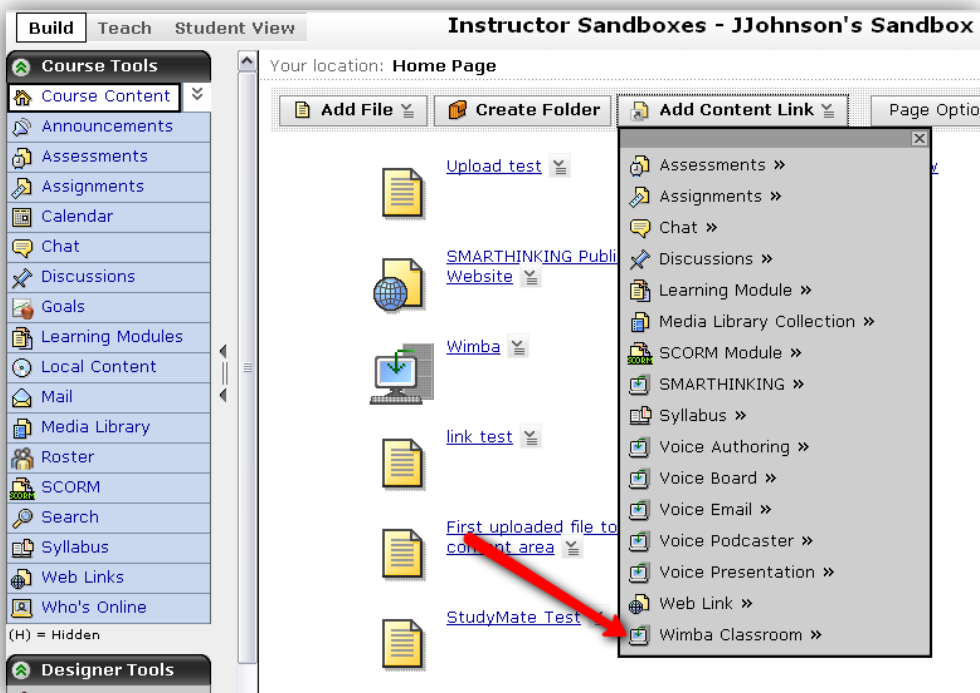 Build Teach Student View
Instructor Sandboxes - JJohnson's Sandbox
Course Tools
Course Content
Announcements
Assessments
Assignments
Calendar
Chat
Discussions
Goals
Learning Modules
Local Content
Mail
Media Library
Roster
SCORM
Search
Syllabus
Web Links
Who's Online
(H) = Hidden
Designer Tools
Your location: Home Page
Add File
Create Folder
Add Content Link
Page Optio
Upload test
SMARTHINKING Publi
Website
Wimba
link test
First uploaded file to
content area
StudyMate Test
Assessments »
Assignments »
Chat »
Discussions »
Learning Module »
Media Library Collection »
SCORM Module »
SMARTHINKING »
Syllabus »
Voice Authoring »
Voice Board »
Voice Email »
Voice Podcaster »
Voice Presentation »
Web Link »
Wimba Classroom »